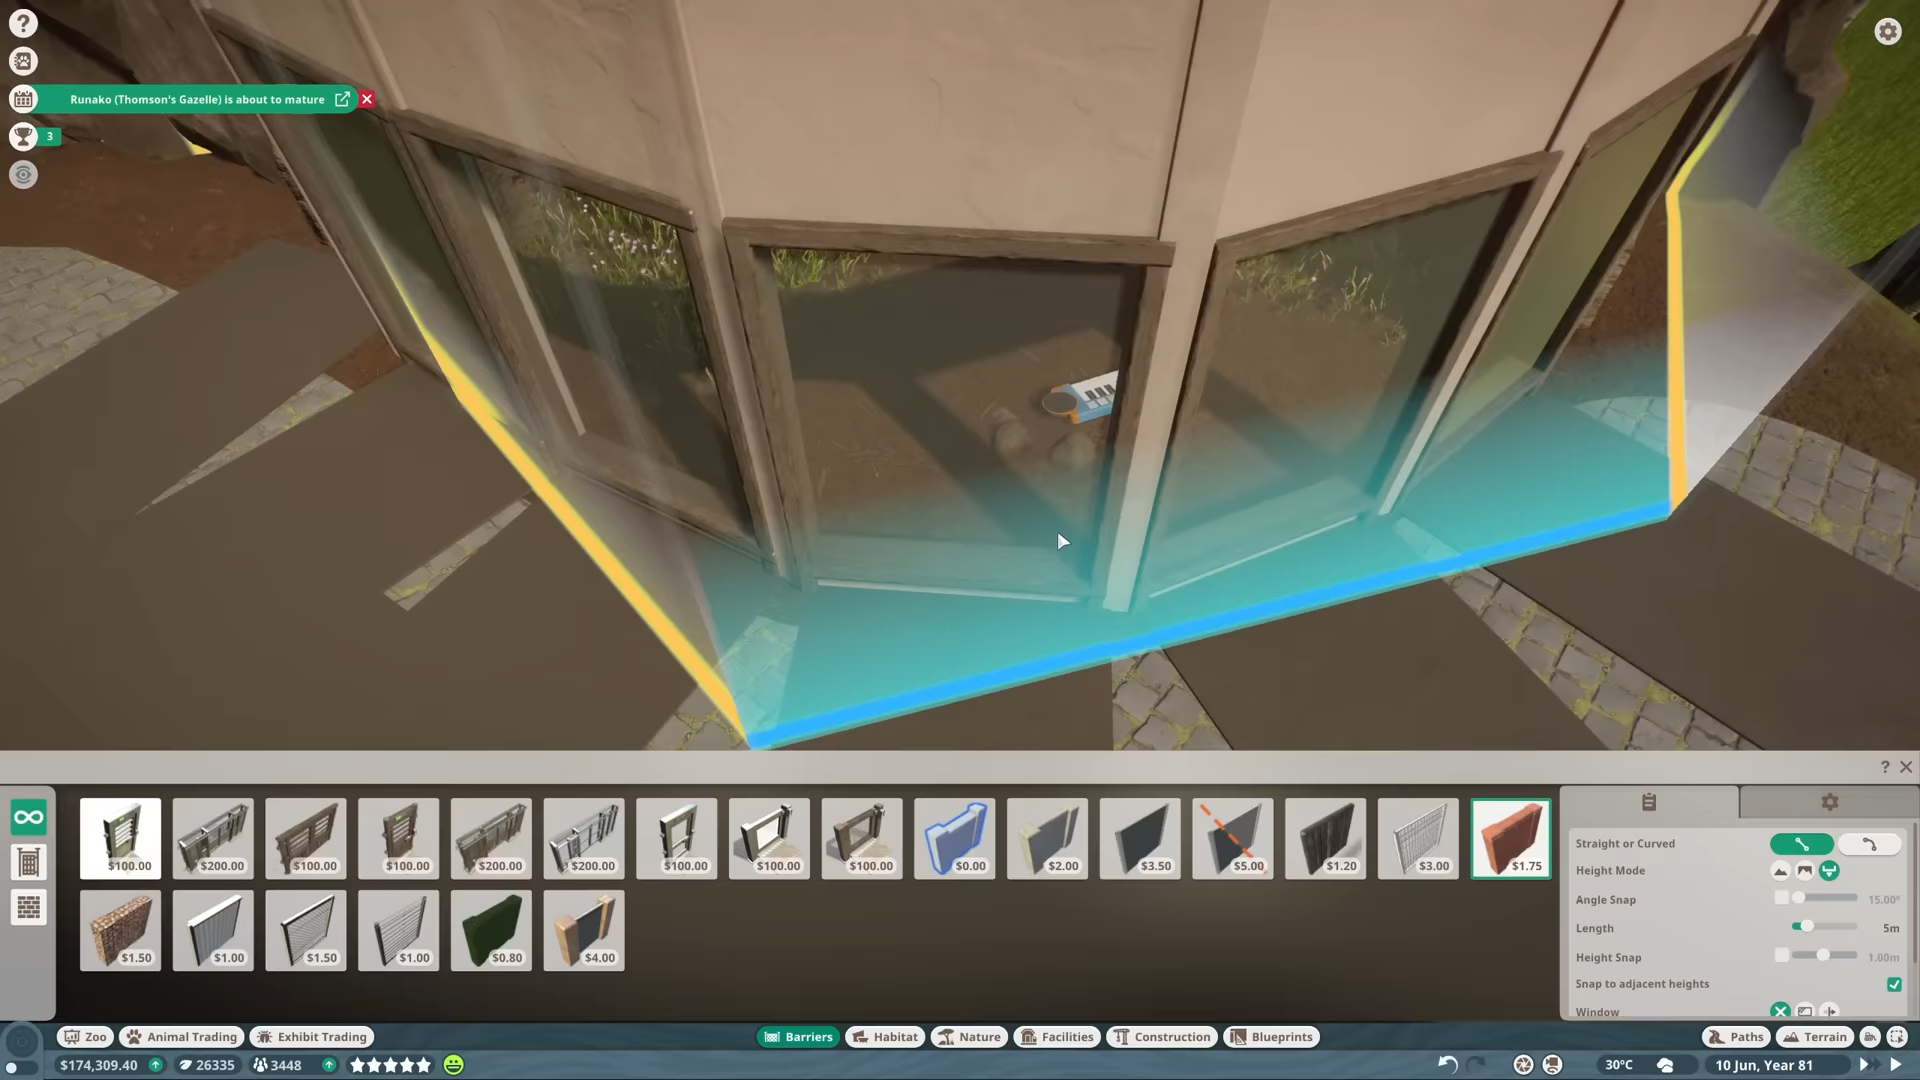 ?
Runako (Thomson's Gazelle) is about to mature
3
?
$100.00
$200.00
$100.00
$100.00
$200.00
$200.00
$100.00
$100.00
$100.00
$0.00
$2.00
$3.50
$5.00
$1.20
$3.00
$1.75
$1.50
$1.00
$1.50
$1.00
$0.80
$4.00
Straight or Curved
Height Mode
Angle Snap 15.00°
Length 5m
Height Snap 1.00m
Snap to adjacent heights
Window
Zoo Animal Trading Exhibit Trading Barriers Habitat Nature Facilities Construction Blueprints Paths Terrain
$174,309.40 26335 3448 30°C 10 Jun, Year 81